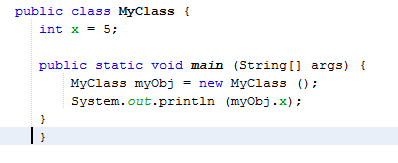 public class MyClass {
int x = 5;
public static void main (String[] args) {
MyClass myObj = new MyClass ();
System.out.println (myObj.x);
}
}